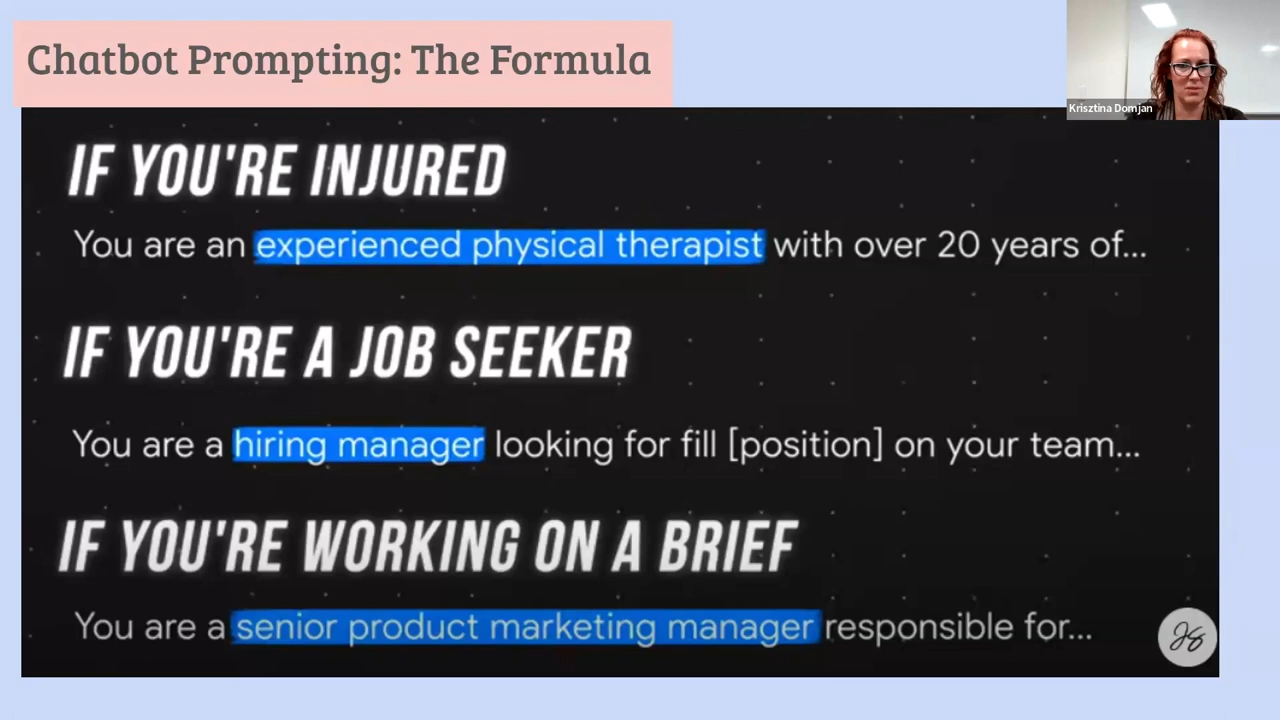 Chatbot Prompting: The Formula
Krisztina Domjan
IF YOU'RE INJURED
You are an experienced physical therapist with over 20 years of...
IF YOU'RE A JOB SEEKER
You are a hiring manager looking for fill [position] on your team...
IF YOU'RE WORKING ON A BRIEF
You are a senior product marketing manager responsible for...
JS